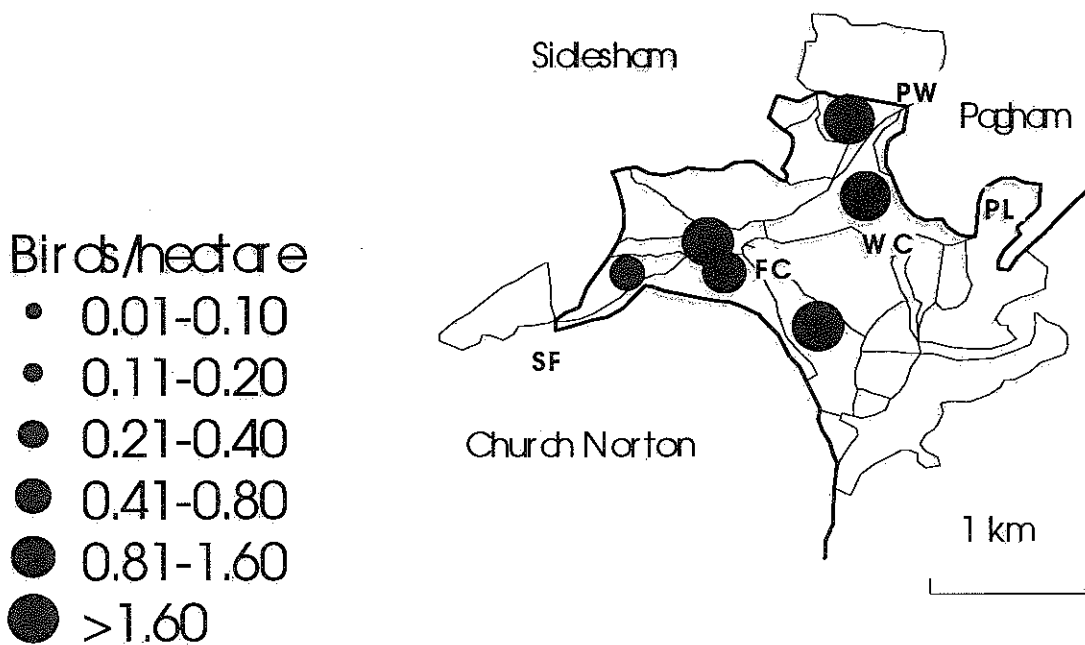 Sidlesham
PW
Pagham
PL
WC
FC
SF
Church Norton
1 km
Birds/hectare
0.01-0.10
0.11-0.20
0.21-0.40
0.41-0.80
0.81-1.60
>1.60